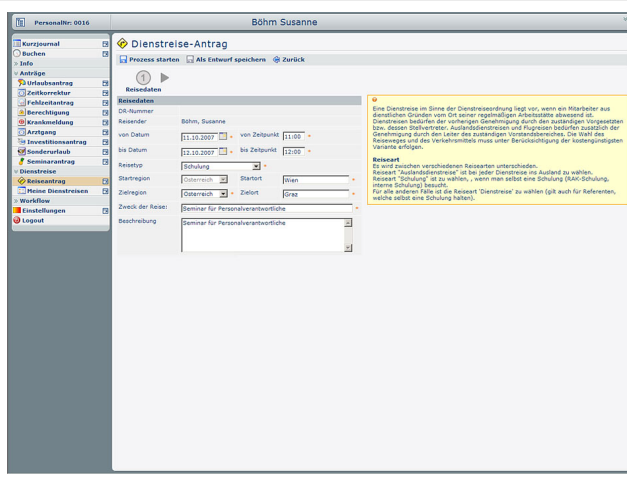 PersonalNr: 0016
Böhm Susanne
Kurzjournal
Buchen
» Info
Anträge
Urlaubsantrag
Zeitkorrektur
Fehlzeitantrag
Berechtigung
Krankmeldung
Arztgang
Investitionsantrag
Sonderurlaub
Seminarantrag
Dienstreise
Reiseantrag
Meine Dienstreisen
» Workflow
Einstellungen
Logout
Dienstreise-Antrag
Prozess starten Als Entwurf speichern Zurück
1
Reisedaten
Reisedaten
DR-Nummer
Reisender Böhm, Susanne
von Datum 11.10.2007 * von Zeitpunkt 11:00 *
bis Datum 12.10.2007 * bis Zeitpunkt 12:00 *
Reisetyp Schulung *
Startregion Österreich Startort Wien *
Zielregion Österreich * Zielort Graz *
Zweck der Reise: Seminar für Personalverantwortliche *
Beschreibung Seminar für Personalverantwortliche
Eine Dienstreise im Sinne der Dienstreiseordnung liegt vor, wenn ein Mitarbeiter aus
dienstlichen Gründen vom Ort seiner regelmäßigen Arbeitsstätte abwesend ist.
Dienstreisen bedürfen der vorherigen Genehmigung durch den zuständigen Vorgesetzten
bzw. dessen Stellvertreter. Auslandsdienstreisen und Flugreisen bedürfen zusätzlich der
Genehmigung durch den Leiter des zuständigen Vorstandsbereiches. Die Wahl des
Reiseweges und des Verkehrsmittels muss unter Berücksichtigung der kostengünstigsten
Variante erfolgen.
Reiseart
Es wird zwischen verschiedenen Reisearten unterschieden.
Reiseart "Auslandsdienstreise" ist bei jeder Dienstreise ins Ausland zu wählen.
Reiseart "Schulung" ist zu wählen, , wenn man selbst eine Schulung (RAK-Schulung,
interne Schulung) besucht.
Für alle anderen Fälle ist die Reiseart 'Dienstreise' zu wählen (gilt auch für Referenten,
welche selbst eine Schulung halten).